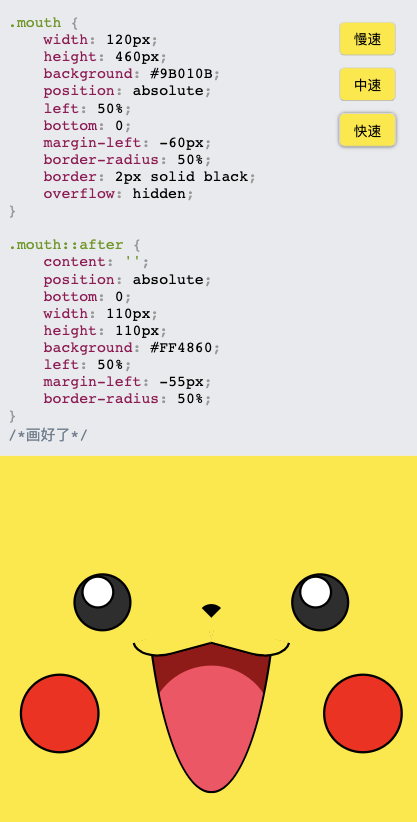 .mouth {
    width: 120px;
    height: 460px;
    background: #9B010B;
    position: absolute;
    left: 50%;
    bottom: 0;
    margin-left: -60px;
    border-radius: 50%;
    border: 2px solid black;
    overflow: hidden;
}

.mouth::after {
    content: '';
    position: absolute;
    bottom: 0;
    width: 110px;
    height: 110px;
    background: #FF4860;
    left: 50%;
    margin-left: -55px;
    border-radius: 50%;
}
/*画好了*/
慢速
中速
快速